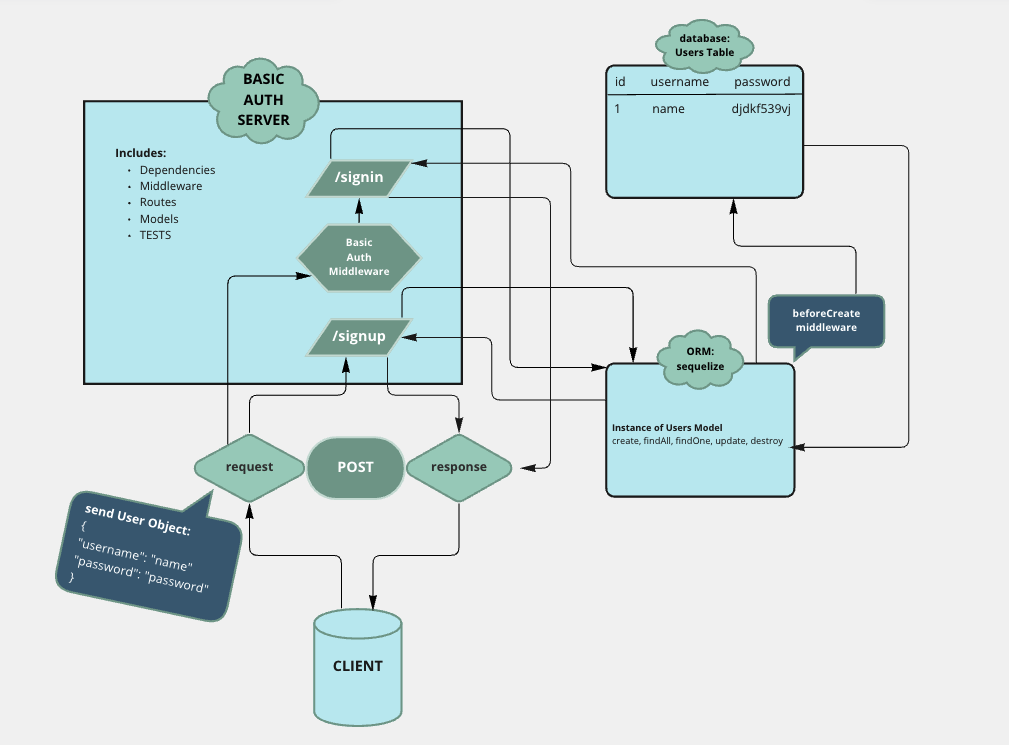 database:
Users Table
id username password
1 name djdkf539vj
BASIC
AUTH
SERVER
Includes:
• Dependencies
• Middleware
• Routes
• Models
• TESTS
/signin
Basic
Auth
Middleware
/signup
beforeCreate
middleware
ORM:
sequelize
Instance of Users Model
create, findAll, findOne, update, destroy
request
POST
response
send User Object:
{
"username": "name"
"password": "password"
}
CLIENT